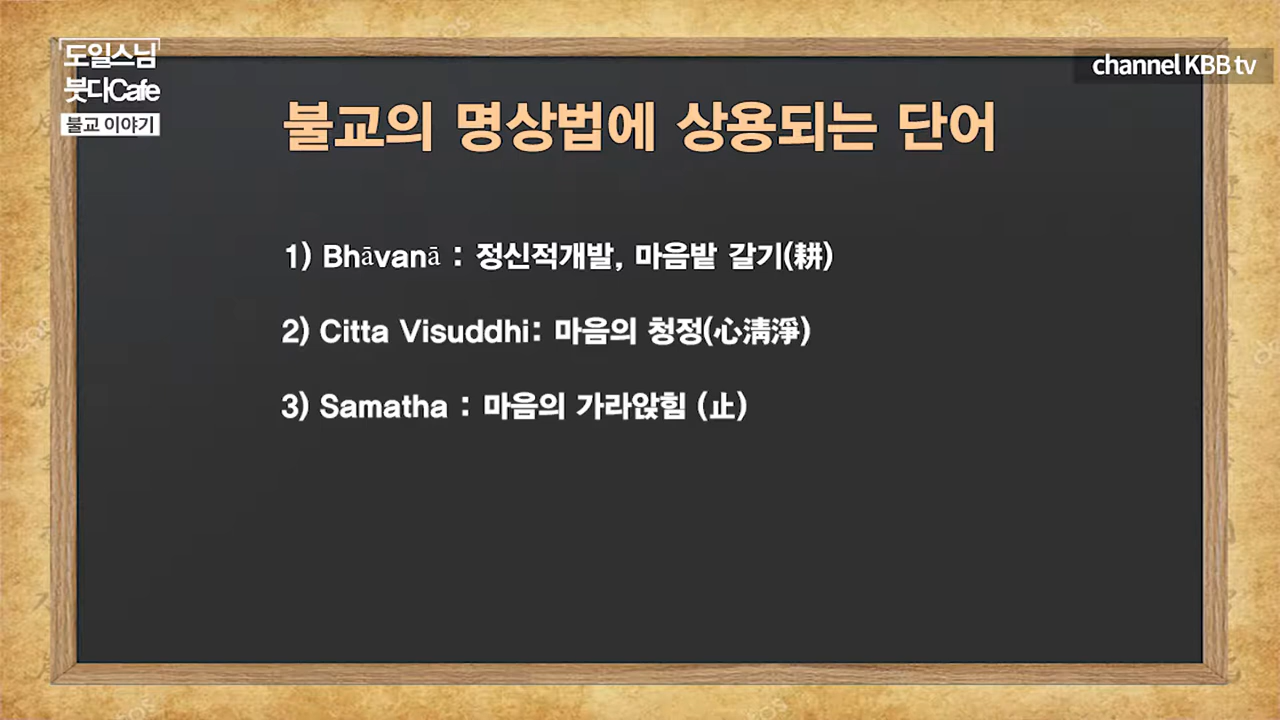 도일스님
붓다Cafe
불교 이야기
channel KBB tv
불교의 명상법에 상용되는 단어
1) Bhāvanā : 정신적개발, 마음밭 갈기(耕)
2) Citta Visuddhi: 마음의 청정(心淸淨)
3) Samatha : 마음의 가라앉힘 (止)